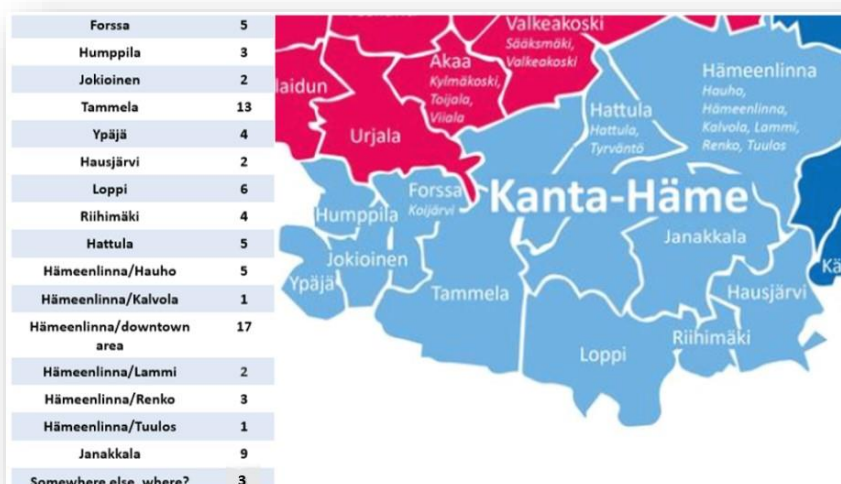 Forssa 5
Humppila 3
Jokioinen 2
Tammela 13
Ypäjä 4
Hausjärvi 2
Loppi 6
Riihimäki 4
Hattula 5
Hämeenlinna/Hauho 5
Hämeenlinna/Kalvola 1
Hämeenlinna/downtown 17
area
Hämeenlinna/Lammi 2
Hämeenlinna/Renko 3
Hämeenlinna/Tuulos 1
Janakkala 9
Somewhere else, where? 3
Valkeakoski
Sääksmäki,
Valkeakoski
Akaa
Kylmäkoski,
Toijala,
Viiala
Urjala
Hämeenlinna
Hauho,
Hämeenlinna,
Kalvola, Lammi,
Renko, Tuulos
Hattula
Hattula,
Tyrväntö
Kanta-Häme
Forssa
Koijärvi
Humppila
Jokioinen
Ypäjä
Tammela
Janakkala
Hausjärvi
Riihimäki
Loppi